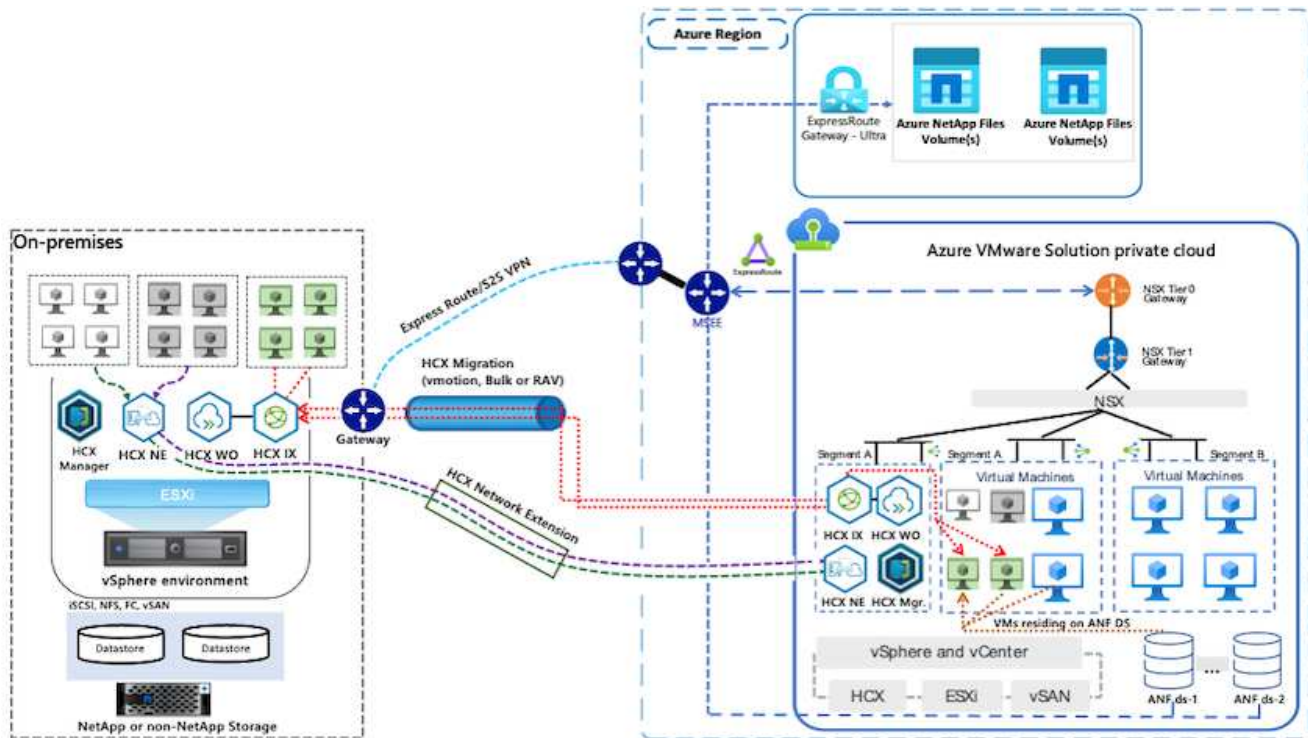 Azure Region
ExpressRoute
Gateway - Ultra
Azure NetApp Files
Volume(s)
Azure NetApp Files
Volume(s)
On-premises
HCX
Manager
HCX NE
HCX WO
HCX IX
ESXi
vSphere environment
iSCSI, NFS, FC, vSAN
Datastore
Datastore
NetApp or non-NetApp Storage
Gateway
Express Route/S2S VPN
HCX Migration
(vmotion, Bulk or RAV)
HCX Network Extension
MSEE
ExpressRoute
Azure VMware Solution private cloud
NSX Tier0
Gateway
NSX Tier1
Gateway
NSX
Segment A
Segment A
Segment B
HCX IX
HCX WO
HCX NE
HCX Mgr.
Virtual Machines
Virtual Machines
VMs residing on ANF DS
vSphere and vCenter
HCX
ESXi
vSAN
...
ANF ds-1
ANF ds-2